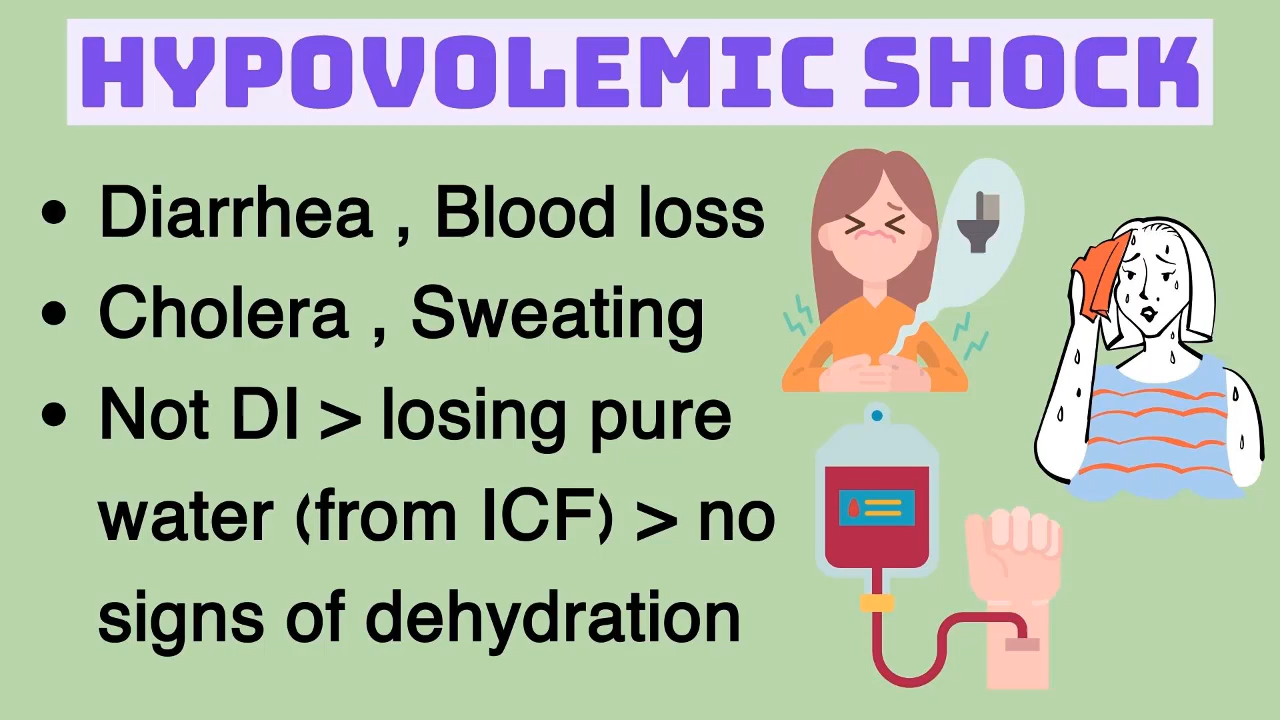 HYPOVOLEMIC SHOCK
• Diarrhea , Blood loss
• Cholera , Sweating
• Not DI > losing pure
water (from ICF) > no
signs of dehydration